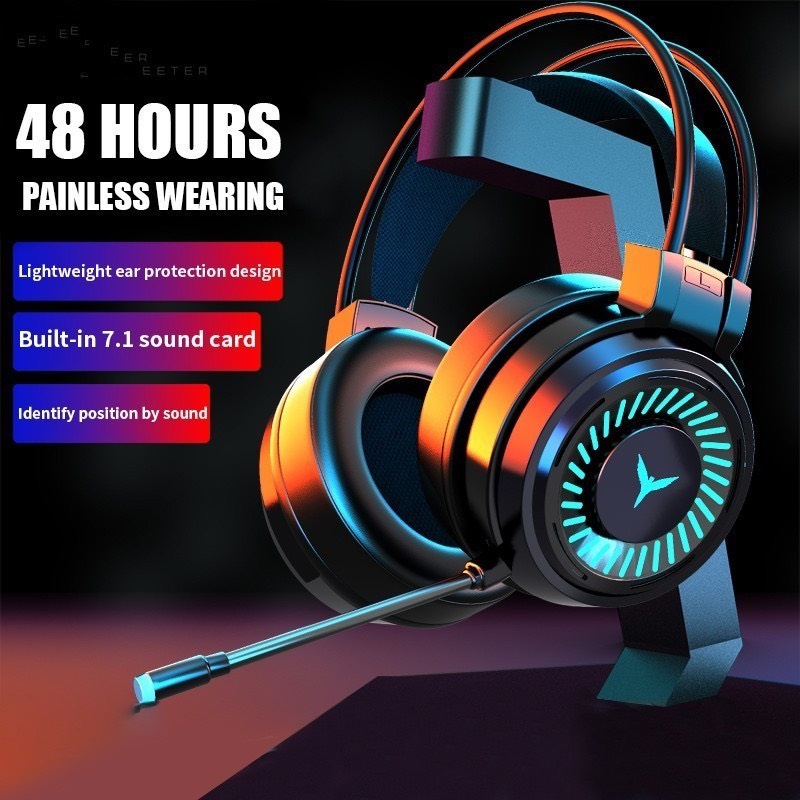 48 HOURS
PAINLESS WEARING
Lightweight ear protection design
Built-in 7.1 sound card
Identify position by sound
L